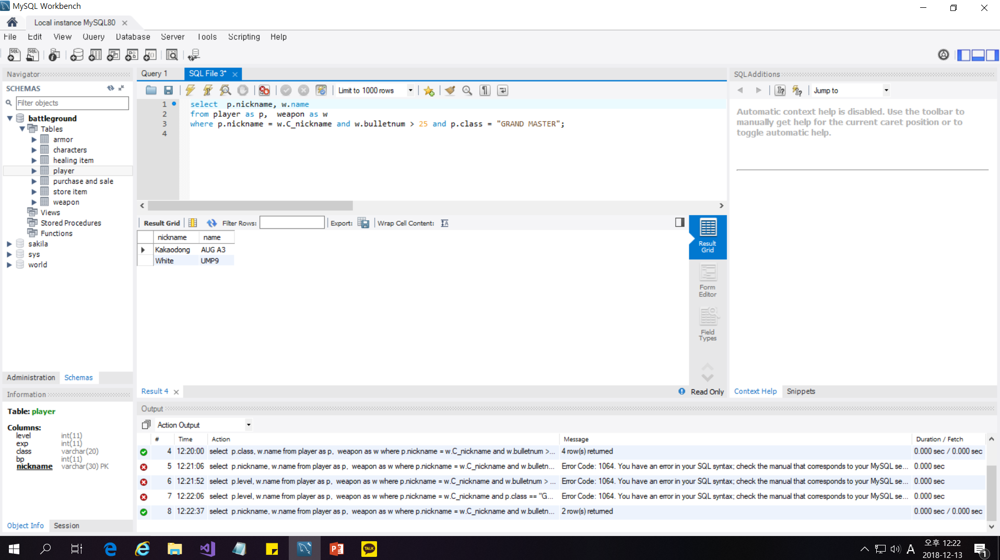 MySQL Workbench
Local instance MySQL80
File Edit View Query Database Server Tools Scripting Help
Navigator
SCHEMAS
Filter objects
battleground
Tables
armor
characters
healing item
player
purchase and sale
store item
weapon
Views
Stored Procedures
Functions
sakila
sys
world
Administration Schemas
Information
Table: player
Columns:
level int(11)
exp int(11)
class varchar(20)
bp int(11)
nickname varchar(30) PK
Object Info Session
Query 1 SQL File 3*
Limit to 1000 rows
1 select  p.nickname, w.name
2 from player as p,  weapon as w
3 where p.nickname = w.C_nickname and w.bulletnum > 25 and p.class = "GRAND MASTER";
4
Result Grid Filter Rows: Export: Wrap Cell Content:
nickname name
Kakaodong AUG A3
White UMP9
Result Grid
Form Editor
Field Types
Result 4 Read Only
SQLAdditions
Jump to
Automatic context help is disabled. Use the toolbar to
manually get help for the current caret position or to
toggle automatic help.
Context Help Snippets
Output
Action Output
# Time Action Message Duration / Fetch
4 12:20:00 select  p.class, w.name from player as p,  weapon as w where p.nickname = w.C_nickname and w.bulletnum >... 4 row(s) returned 0.000 sec / 0.000 sec
5 12:21:06 select  p.nickname, w.name from player as p,  weapon as w where p.nickname = w.C_nickname and w.bulletn... Error Code: 1064. You have an error in your SQL syntax; check the manual that corresponds to your MySQL se... 0.000 sec
6 12:21:52 select  p.level, w.name from player as p,  weapon as w where p.nickname = w.C_nickname and w.bulletnum > ... Error Code: 1064. You have an error in your SQL syntax; check the manual that corresponds to your MySQL se... 0.000 sec
7 12:22:06 select  p.level, w.name from player as p,  weapon as w where p.nickname = w.C_nickname and p.class == "G... Error Code: 1064. You have an error in your SQL syntax; check the manual that corresponds to your MySQL se... 0.000 sec
8 12:22:37 select  p.nickname, w.name from player as p,  weapon as w where p.nickname = w.C_nickname and w.bulletn... 2 row(s) returned 0.000 sec / 0.000 sec
TALK
A
오후 12:22
2018-12-13
1